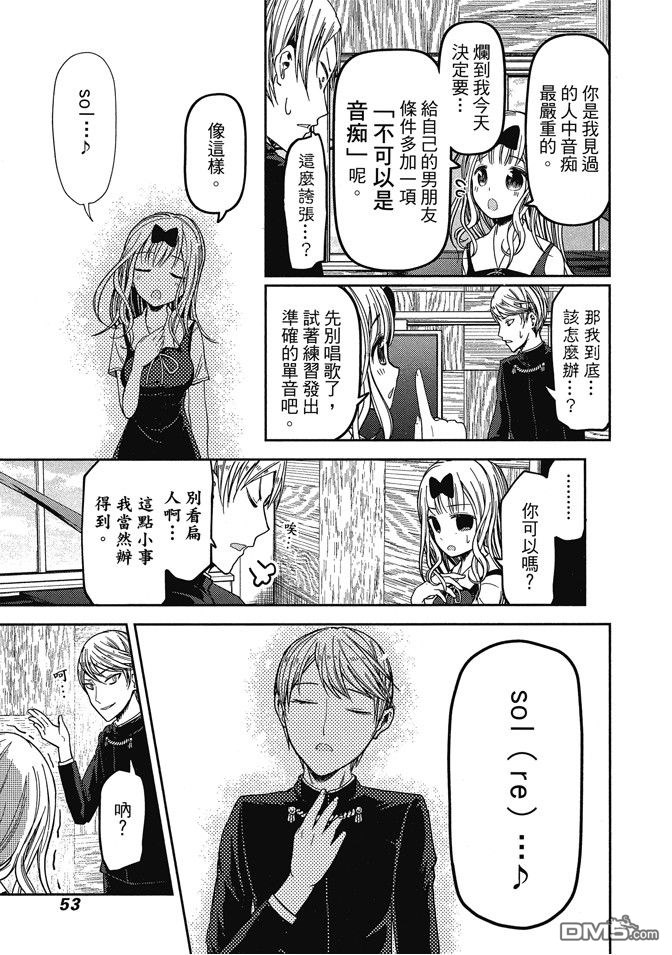 你是我見過
的人中音痴
最嚴重的。
爛到我今天
決定要⋯
給自己的男朋友
條件多加一項
「不可以是
音痴」呢。
這麼誇張⋯?
像這樣。
sol⋯♪
那我到底⋯
該怎麼辦⋯?
先別唱歌了，
試著練習發出
準確的單音吧。
⋯⋯⋯
你可以嗎?
唉⋯
別看扁
人啊⋯
這點小事
我當然辦
得到。
sol（re）⋯♪
呵⋯
吶?
53
DM5.com